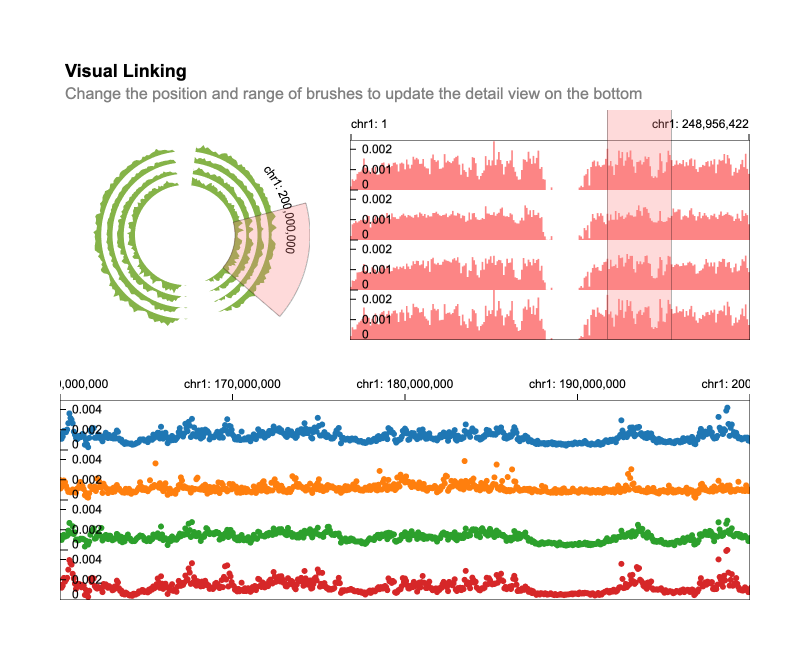 Visual Linking
Change the position and range of brushes to update the detail view on the bottom
chr1: 200,000,000
chr1: 1
chr1: 248,956,422
0.002
0.001
0
0.002
0.001
0
0.002
0.001
0
0.002
0.001
0
),000,000
chr1: 170,000,000
chr1: 180,000,000
chr1: 190,000,000
chr1: 200
0.004
0.002
0
0.004
0.002
0
0.004
0.002
0
0.004
0.002
0